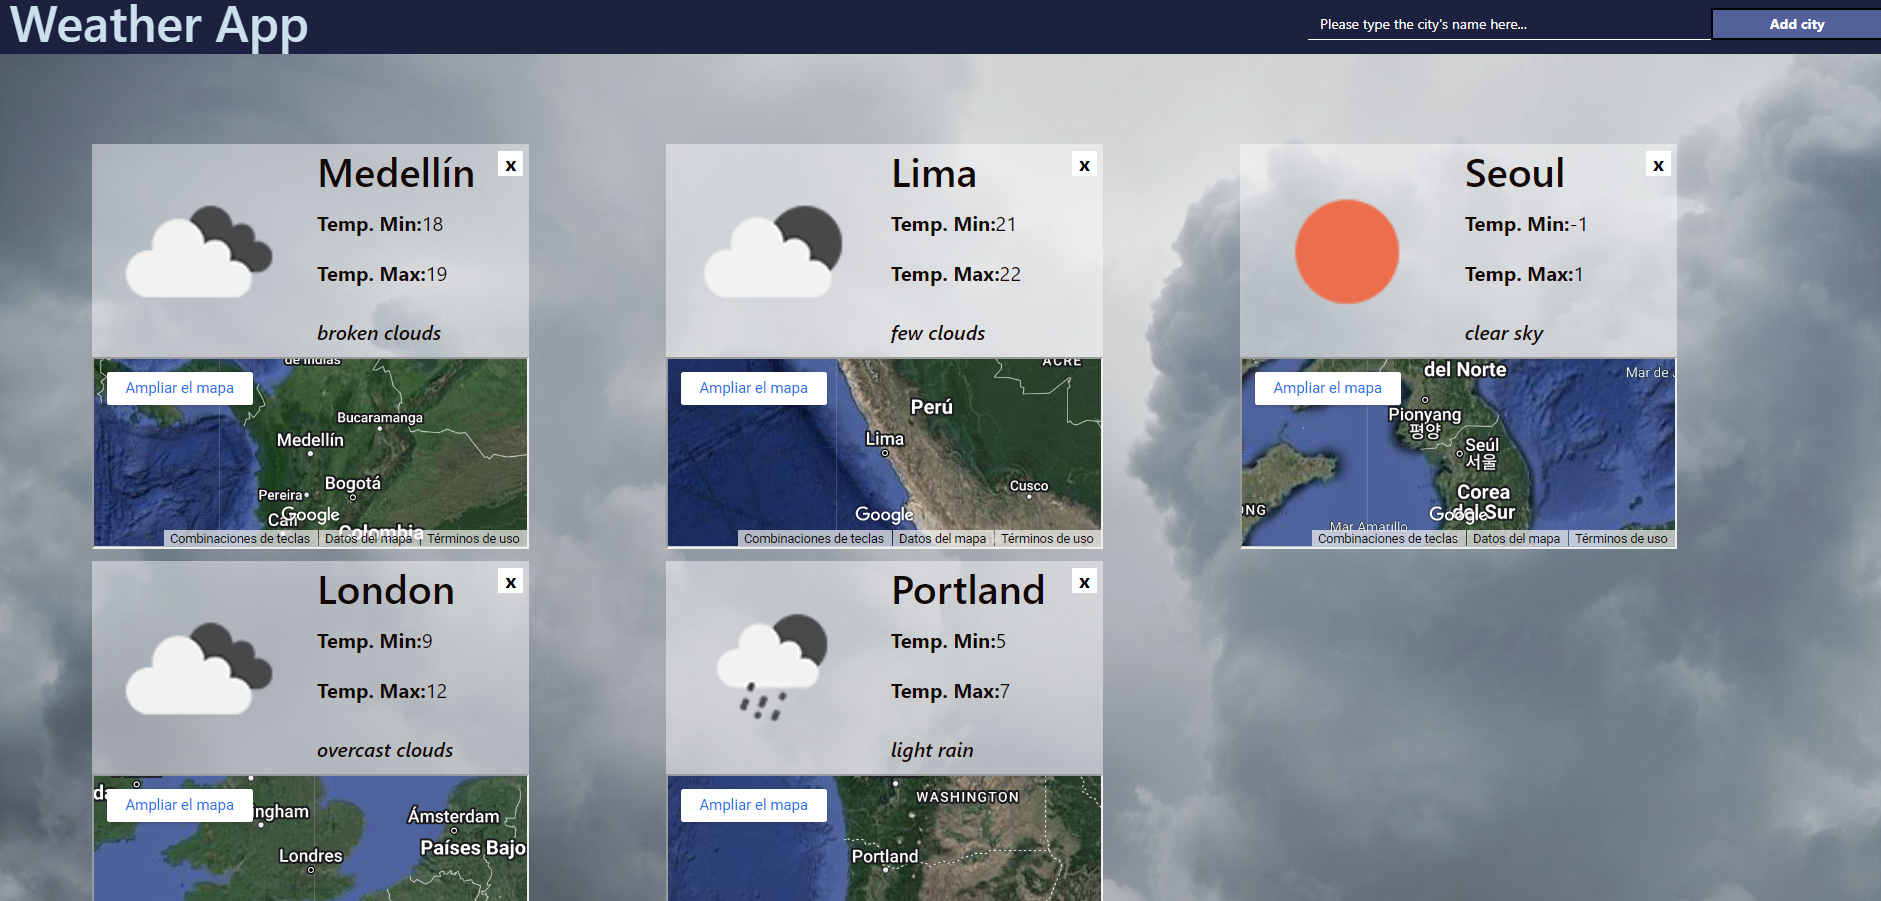 Weather App
Please type the city's name here...
Add city
Medellín
x
Temp. Min:18
Temp. Max:19
broken clouds
de Indias
Ampliar el mapa
Bucaramanga
Medellín
Bogotá
Pereira
Cali
Google
Colombia
Combinaciones de teclas
Datos del mapa
Términos de uso
Lima
x
Temp. Min:21
Temp. Max:22
few clouds
ACRE
Ampliar el mapa
Perú
Lima
Cusco
Google
Combinaciones de teclas
Datos del mapa
Términos de uso
Seoul
x
Temp. Min:-1
Temp. Max:1
clear sky
del Norte
Mar de
Ampliar el mapa
Pionyang
평양
Seúl
서울
Corea
del Sur
ONG
Mar Amarillo
Google
Combinaciones de teclas
Datos del mapa
Términos de uso
London
x
Temp. Min:9
Temp. Max:12
overcast clouds
da
Ampliar el mapa
ingham
Ámsterdam
Países Bajo
Londres
Portland
x
Temp. Min:5
Temp. Max:7
light rain
Ampliar el mapa
WASHINGTON
Portland